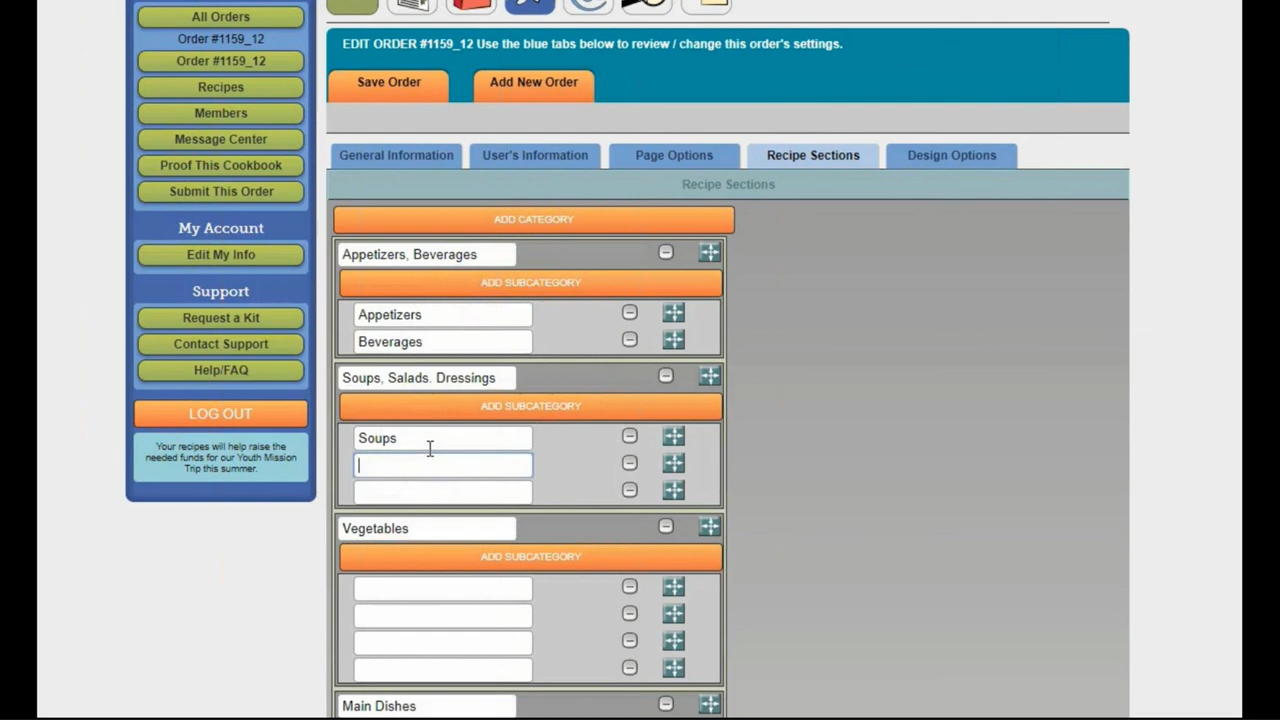 All Orders
Order #1159_12
Order #1159_12
Recipes
Members
Message Center
Proof This Cookbook
Submit This Order
My Account
Edit My Info
Support
Request a Kit
Contact Support
Help/FAQ
LOG OUT
Your recipes will help raise the
needed funds for our Youth Mission
Trip this summer.
EDIT ORDER #1159_12 Use the blue tabs below to review / change this order's settings.
Save Order
Add New Order
General Information
User's Information
Page Options
Recipe Sections
Design Options
Recipe Sections
ADD CATEGORY
Appetizers, Beverages
ADD SUBCATEGORY
Appetizers
Beverages
Soups, Salads. Dressings
ADD SUBCATEGORY
Soups
Vegetables
ADD SUBCATEGORY
Main Dishes